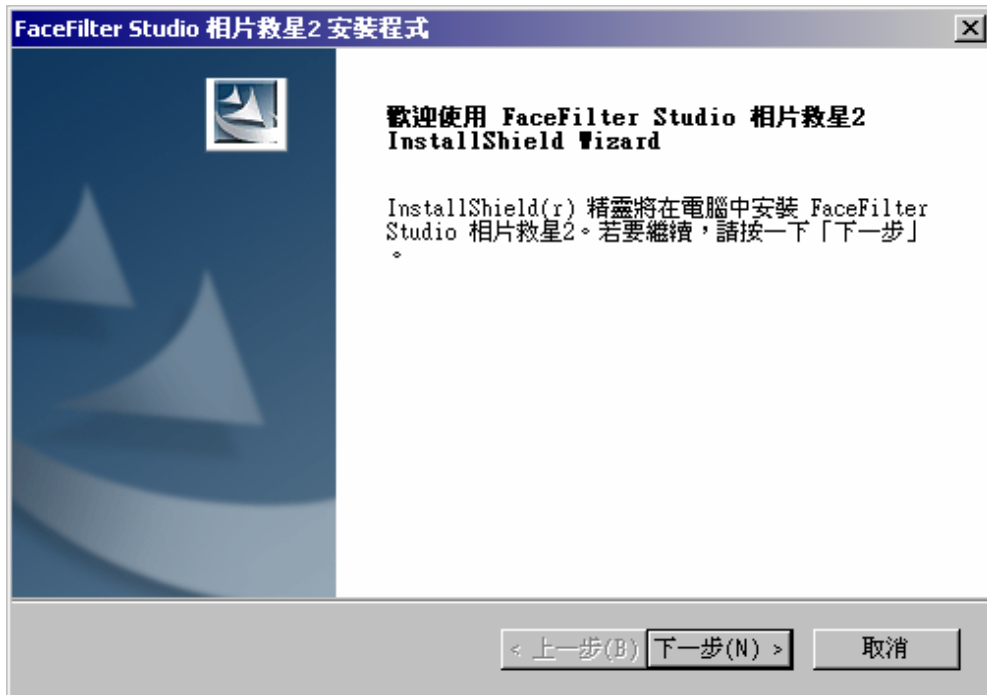 FaceFilter Studio 相片救星2 安裝程式
歡迎使用 FaceFilter Studio 相片救星2
InstallShield Wizard
InstallShield(r) 精靈將在電腦中安裝 FaceFilter
Studio 相片救星2。若要繼續，請按一下「下一步」
。
< 上一步(B)
下一步(N) >
取消